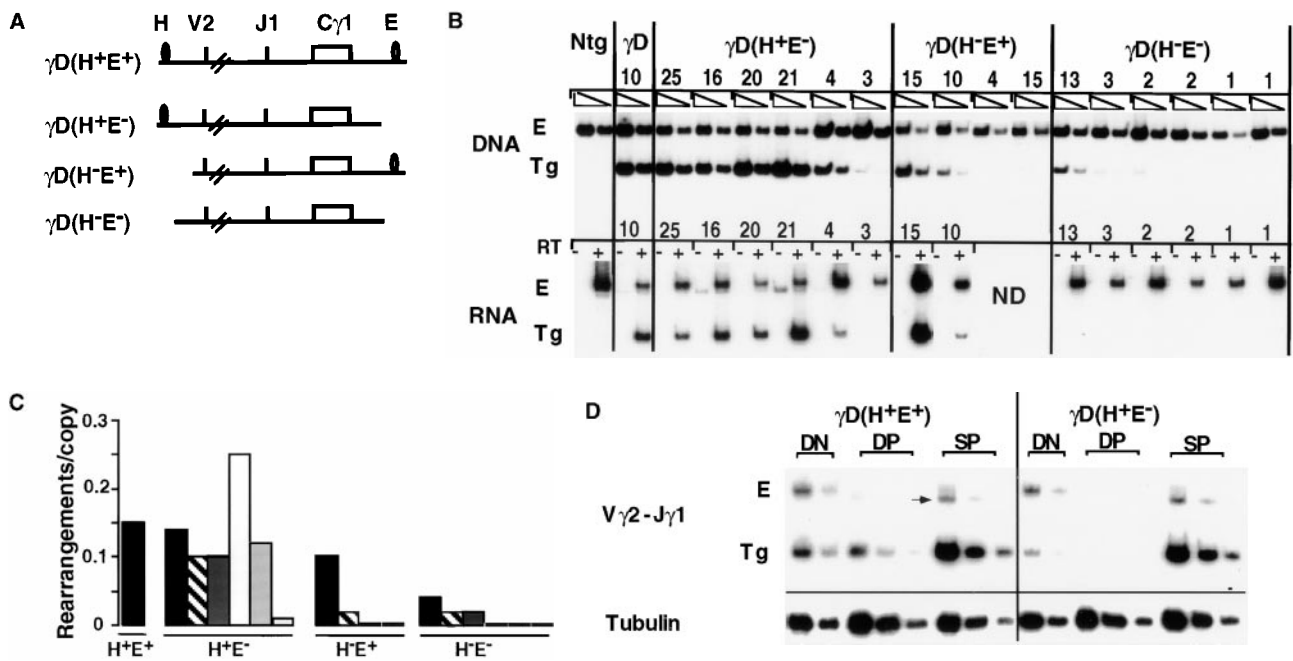 A
H V2 J1 Cγ1 E
γD(H⁺E⁺)
γD(H⁺E⁻)
γD(H⁻E⁺)
γD(H⁻E⁻)
B
Ntg γD γD(H⁺E⁻) γD(H⁻E⁺) γD(H⁻E⁻)
10 25 16 20 21 4 3 15 10 4 15 13 3 2 2 1 1
DNA
E
Tg
10 25 16 20 21 4 3 15 10 13 3 2 2 1 1
RT - + - + - + - + - + - + - + - + - + - + - + - + - + - + - + - +
RNA
E
Tg
ND
C
Rearrangements/copy
0.3
0.2
0.1
0
H⁺E⁺ H⁺E⁻ H⁻E⁺ H⁻E⁻
D
γD(H⁺E⁺) γD(H⁺E⁻)
DN DP SP DN DP SP
E
Vγ2-Jγ1
Tg
Tubulin